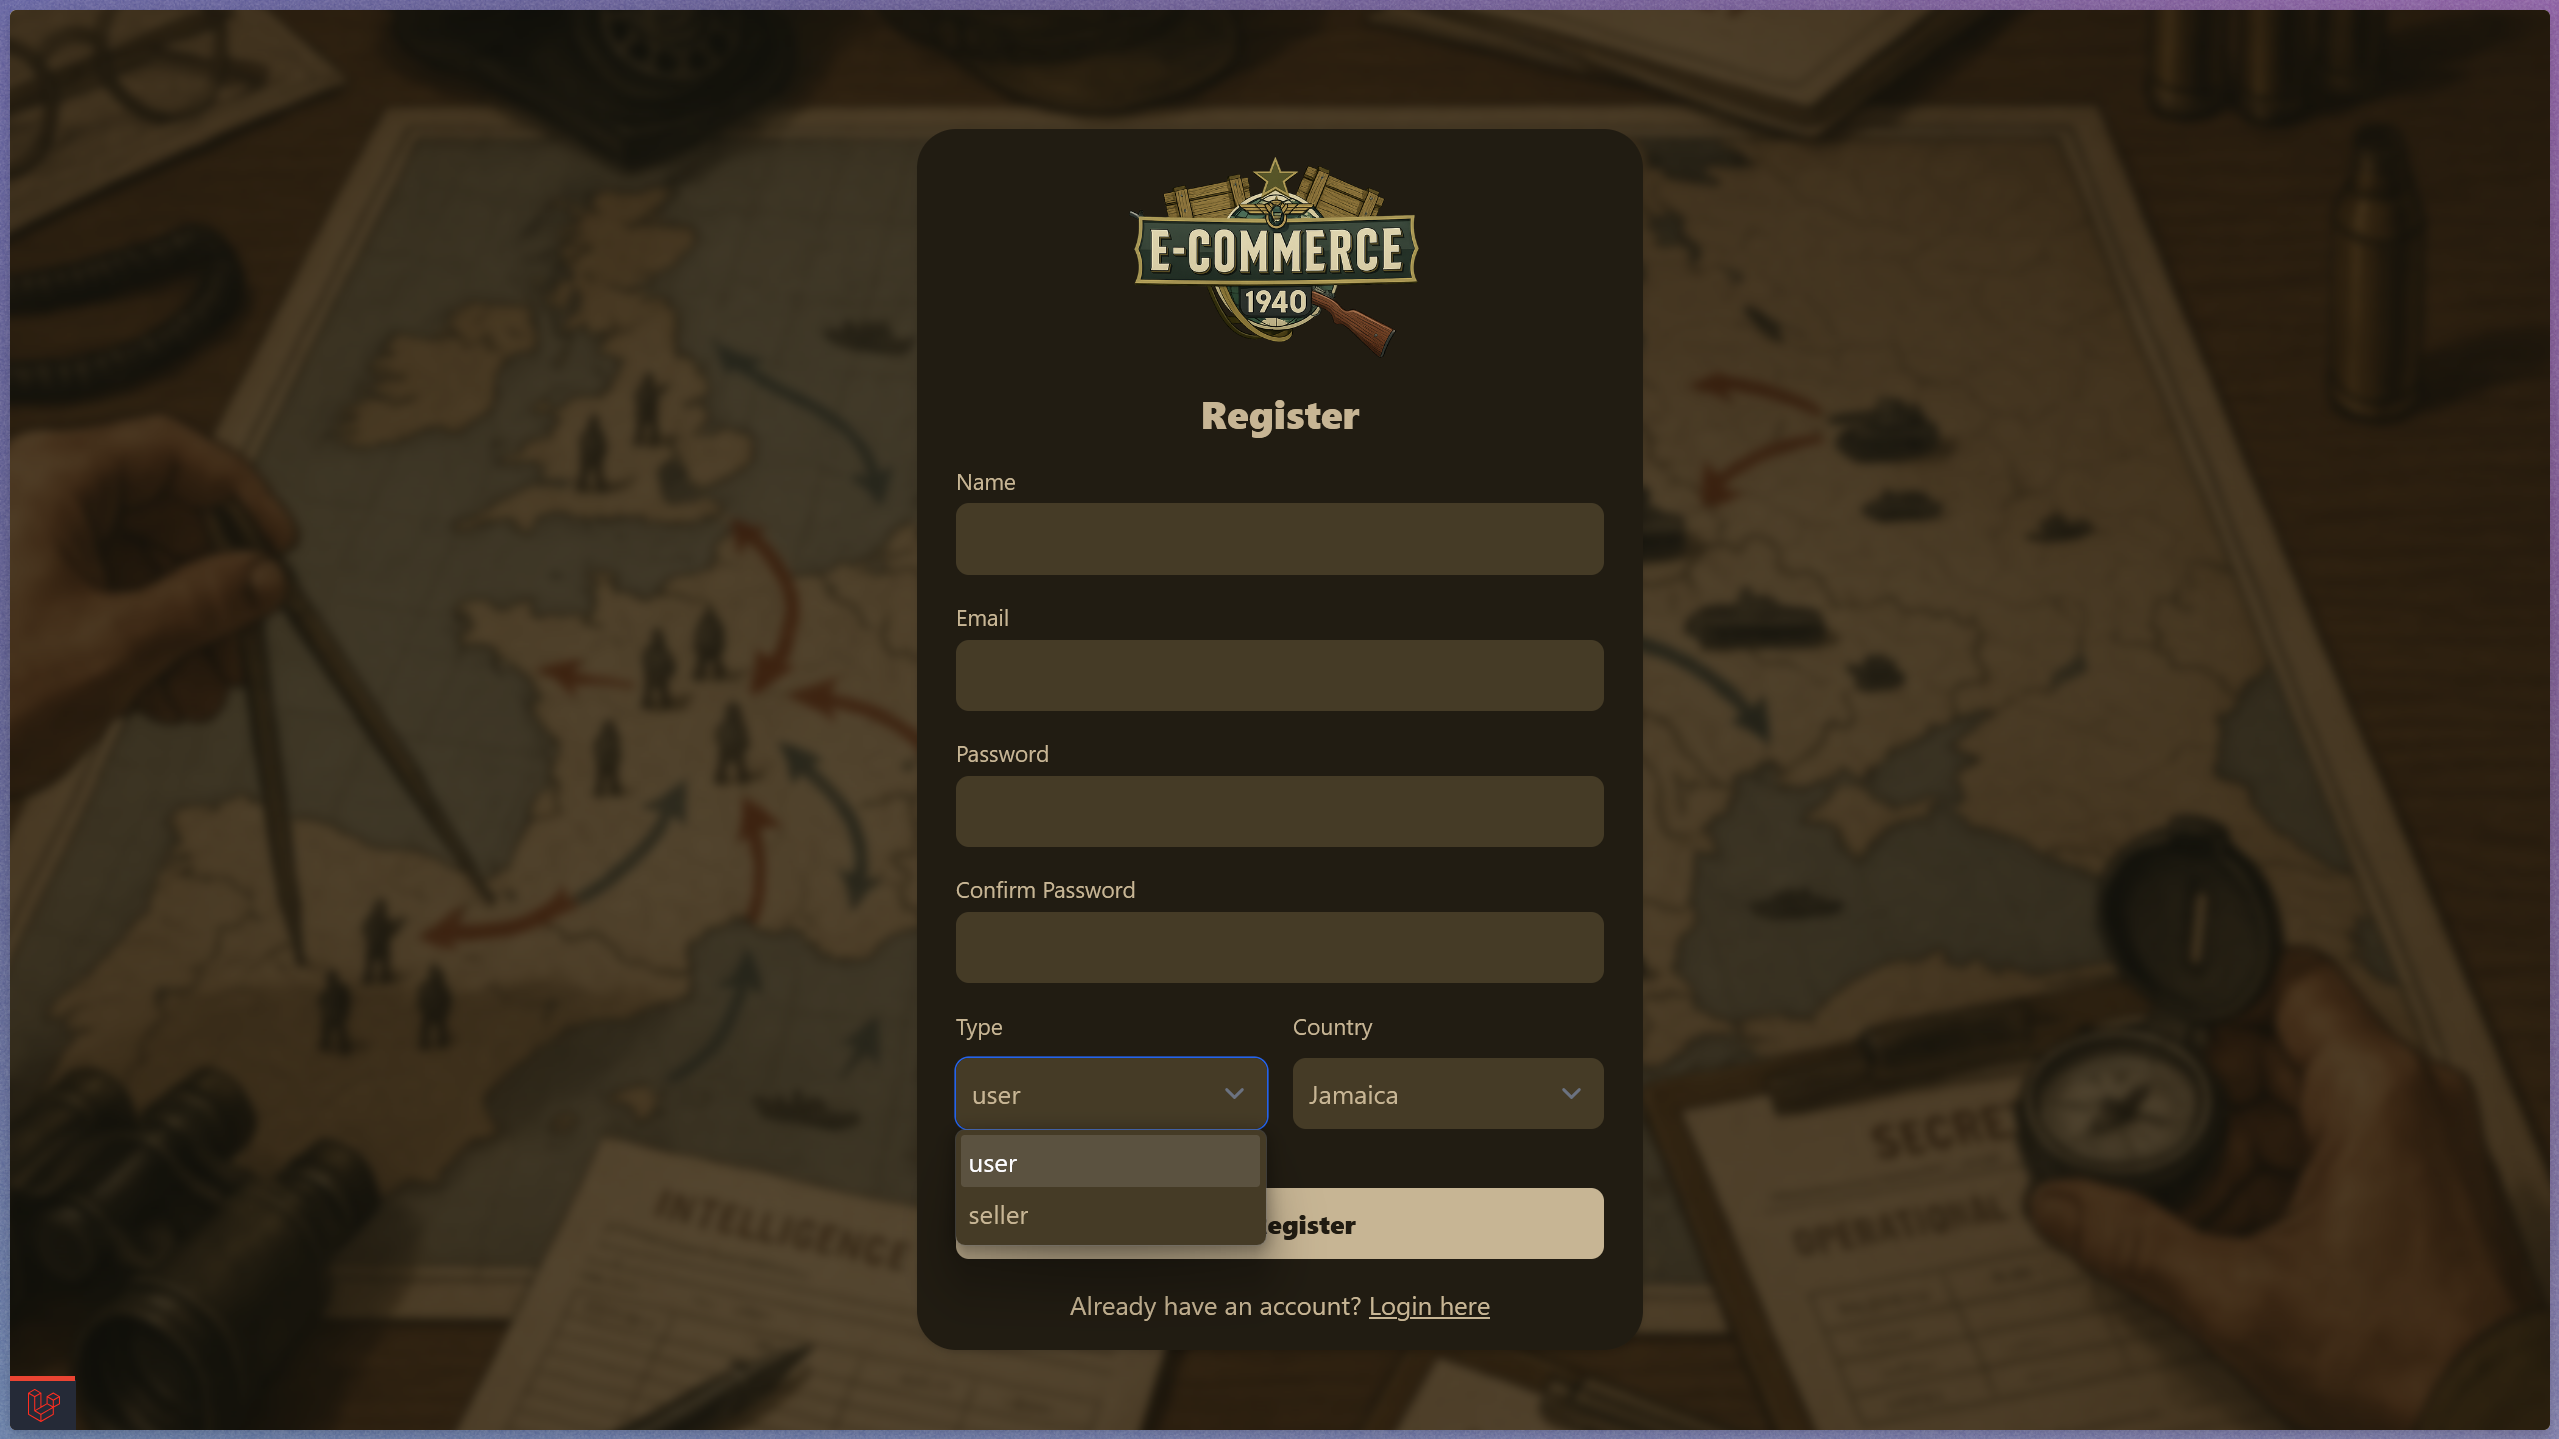 E-COMMERCE
1940
Register
Name
Email
Password
Confirm Password
Type
Country
user
Jamaica
user
seller
egister
Already have an account? Login here
INTELLIGENCE
SECRE
OPERATIONAL